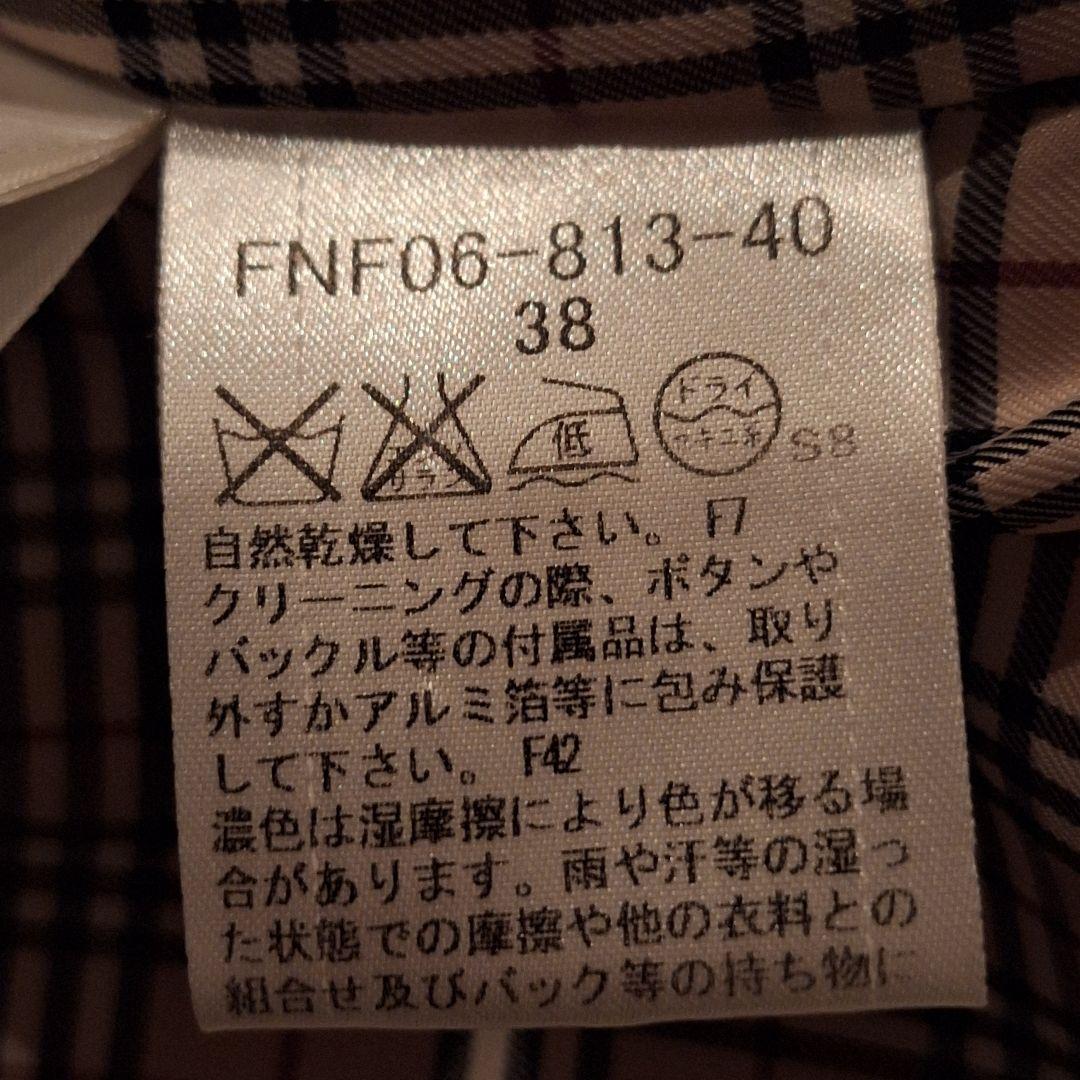 FNF06-813-40
38
低
ドライ
セキユ系
S8
自然乾燥して下さい。 F7
クリーニングの際、ボタンや
バックル等の付属品は、取り
外すかアルミ箔等に包み保護
して下さい。 F42
濃色は湿摩擦により色が移る場
合があります。雨や汗等の湿っ
た状態での摩擦や他の衣料との
組合せ及びバック等の持ち物に